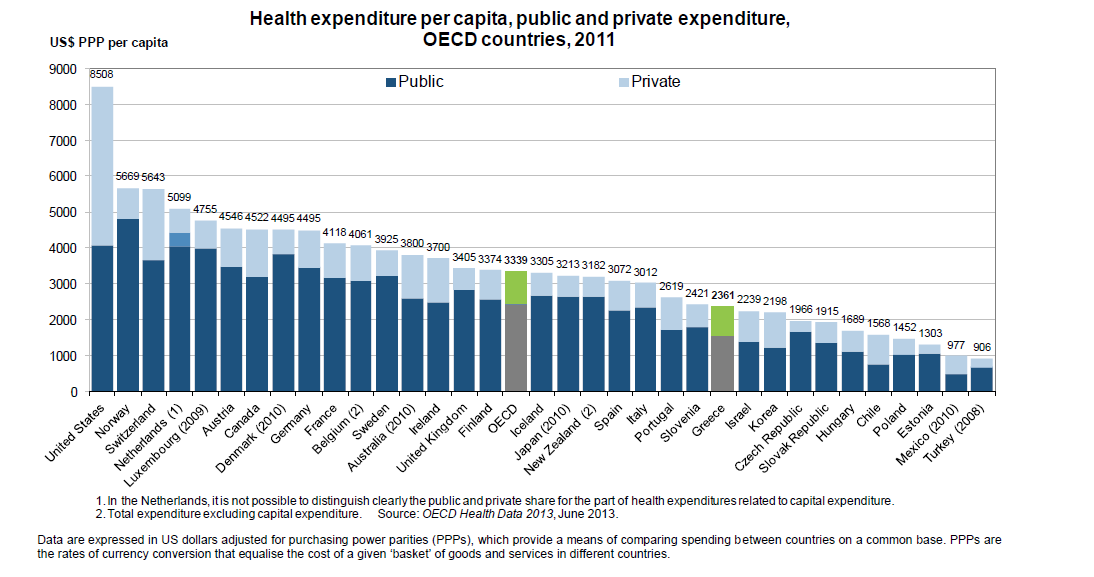 Health expenditure per capita, public and private expenditure,
OECD countries, 2011
US$ PPP per capita
9000
8000
7000
6000
5000
4000
3000
2000
1000
0
Public
Private
8508
5669
5643
5099
4755
4546
4522
4495
4495
4118
4061
3925
3800
3700
3405
3374
3339
3305
3213
3182
3072
3012
2619
2421
2361
2239
2198
1966
1915
1689
1568
1452
1303
977
906
United States
Norway
Switzerland
Netherlands (1)
Luxembourg (2009)
Austria
Canada
Denmark (2010)
Germany
France
Belgium (2)
Sweden
Australia (2010)
Ireland
United Kingdom
Finland
OECD
Iceland
Japan (2010)
New Zealand (2)
Spain
Italy
Portugal
Slovenia
Greece
Israel
Korea
Czech Republic
Slovak Republic
Hungary
Chile
Poland
Estonia
Mexico (2010)
Turkey (2008)
1. In the Netherlands, it is not possible to distinguish clearly the public and private share for the part of health expenditures related to capital expenditure.
2. Total expenditure excluding capital expenditure. Source: OECD Health Data 2013, June 2013.
Data are expressed in US dollars adjusted for purchasing power parities (PPPs), which provide a means of comparing spending between countries on a common base. PPPs are
the rates of currency conversion that equalise the cost of a given ‘basket’ of goods and services in different countries.